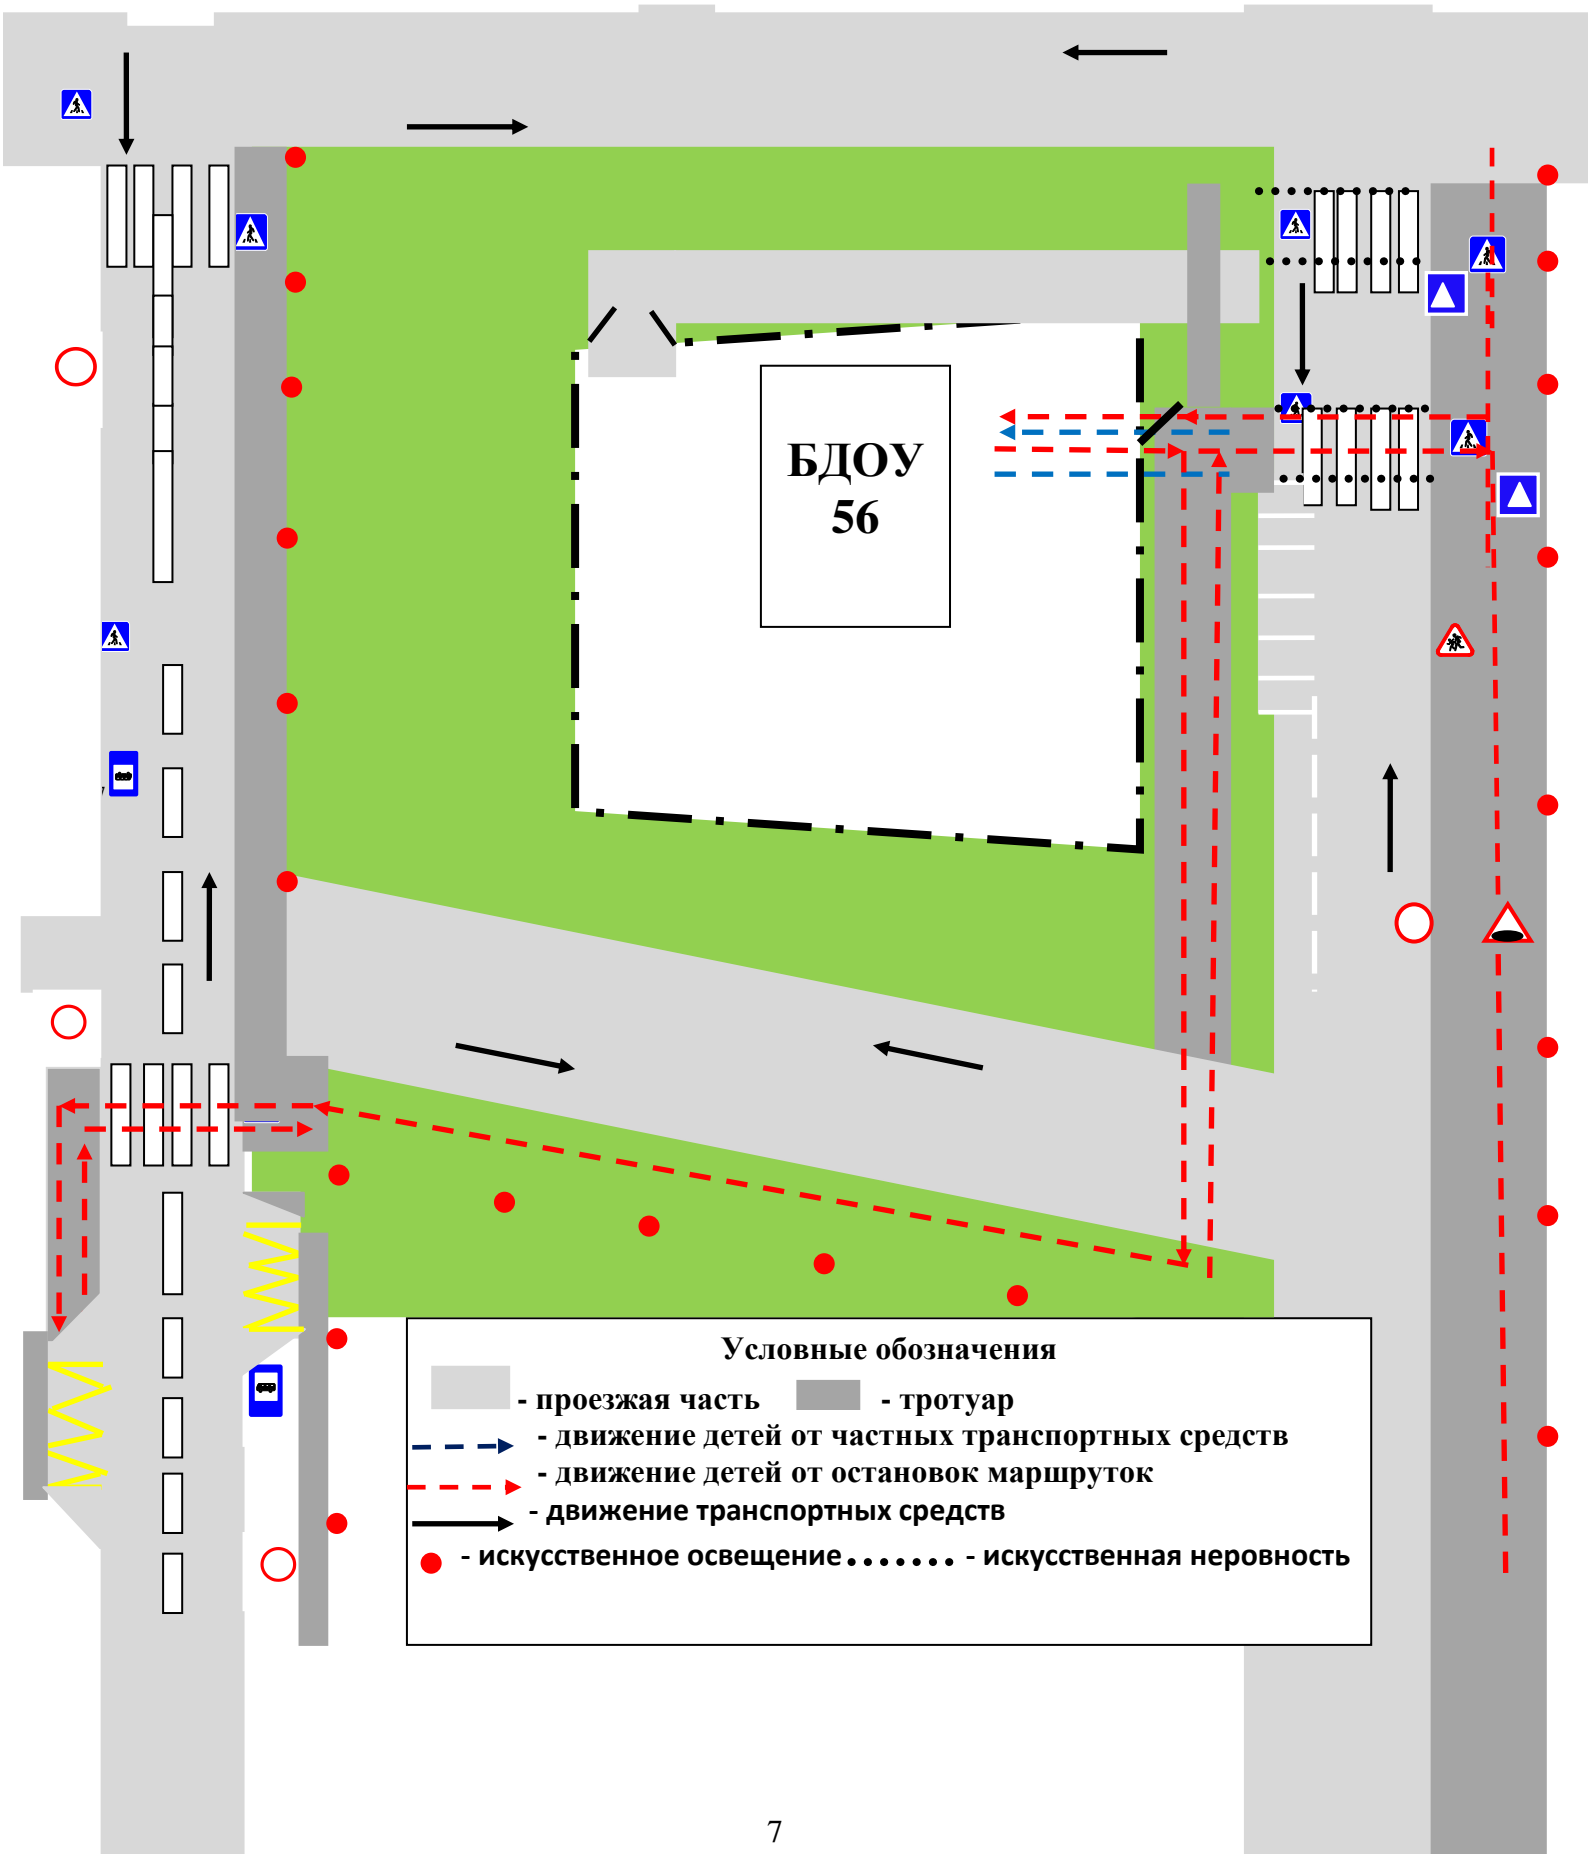 БДОУ
56
Условные обозначения
- проезжая часть - тротуар
- движение детей от частных транспортных средств
- движение детей от остановок маршруток
- движение транспортных средств
- искусственное освещение - искусственная неровность
7